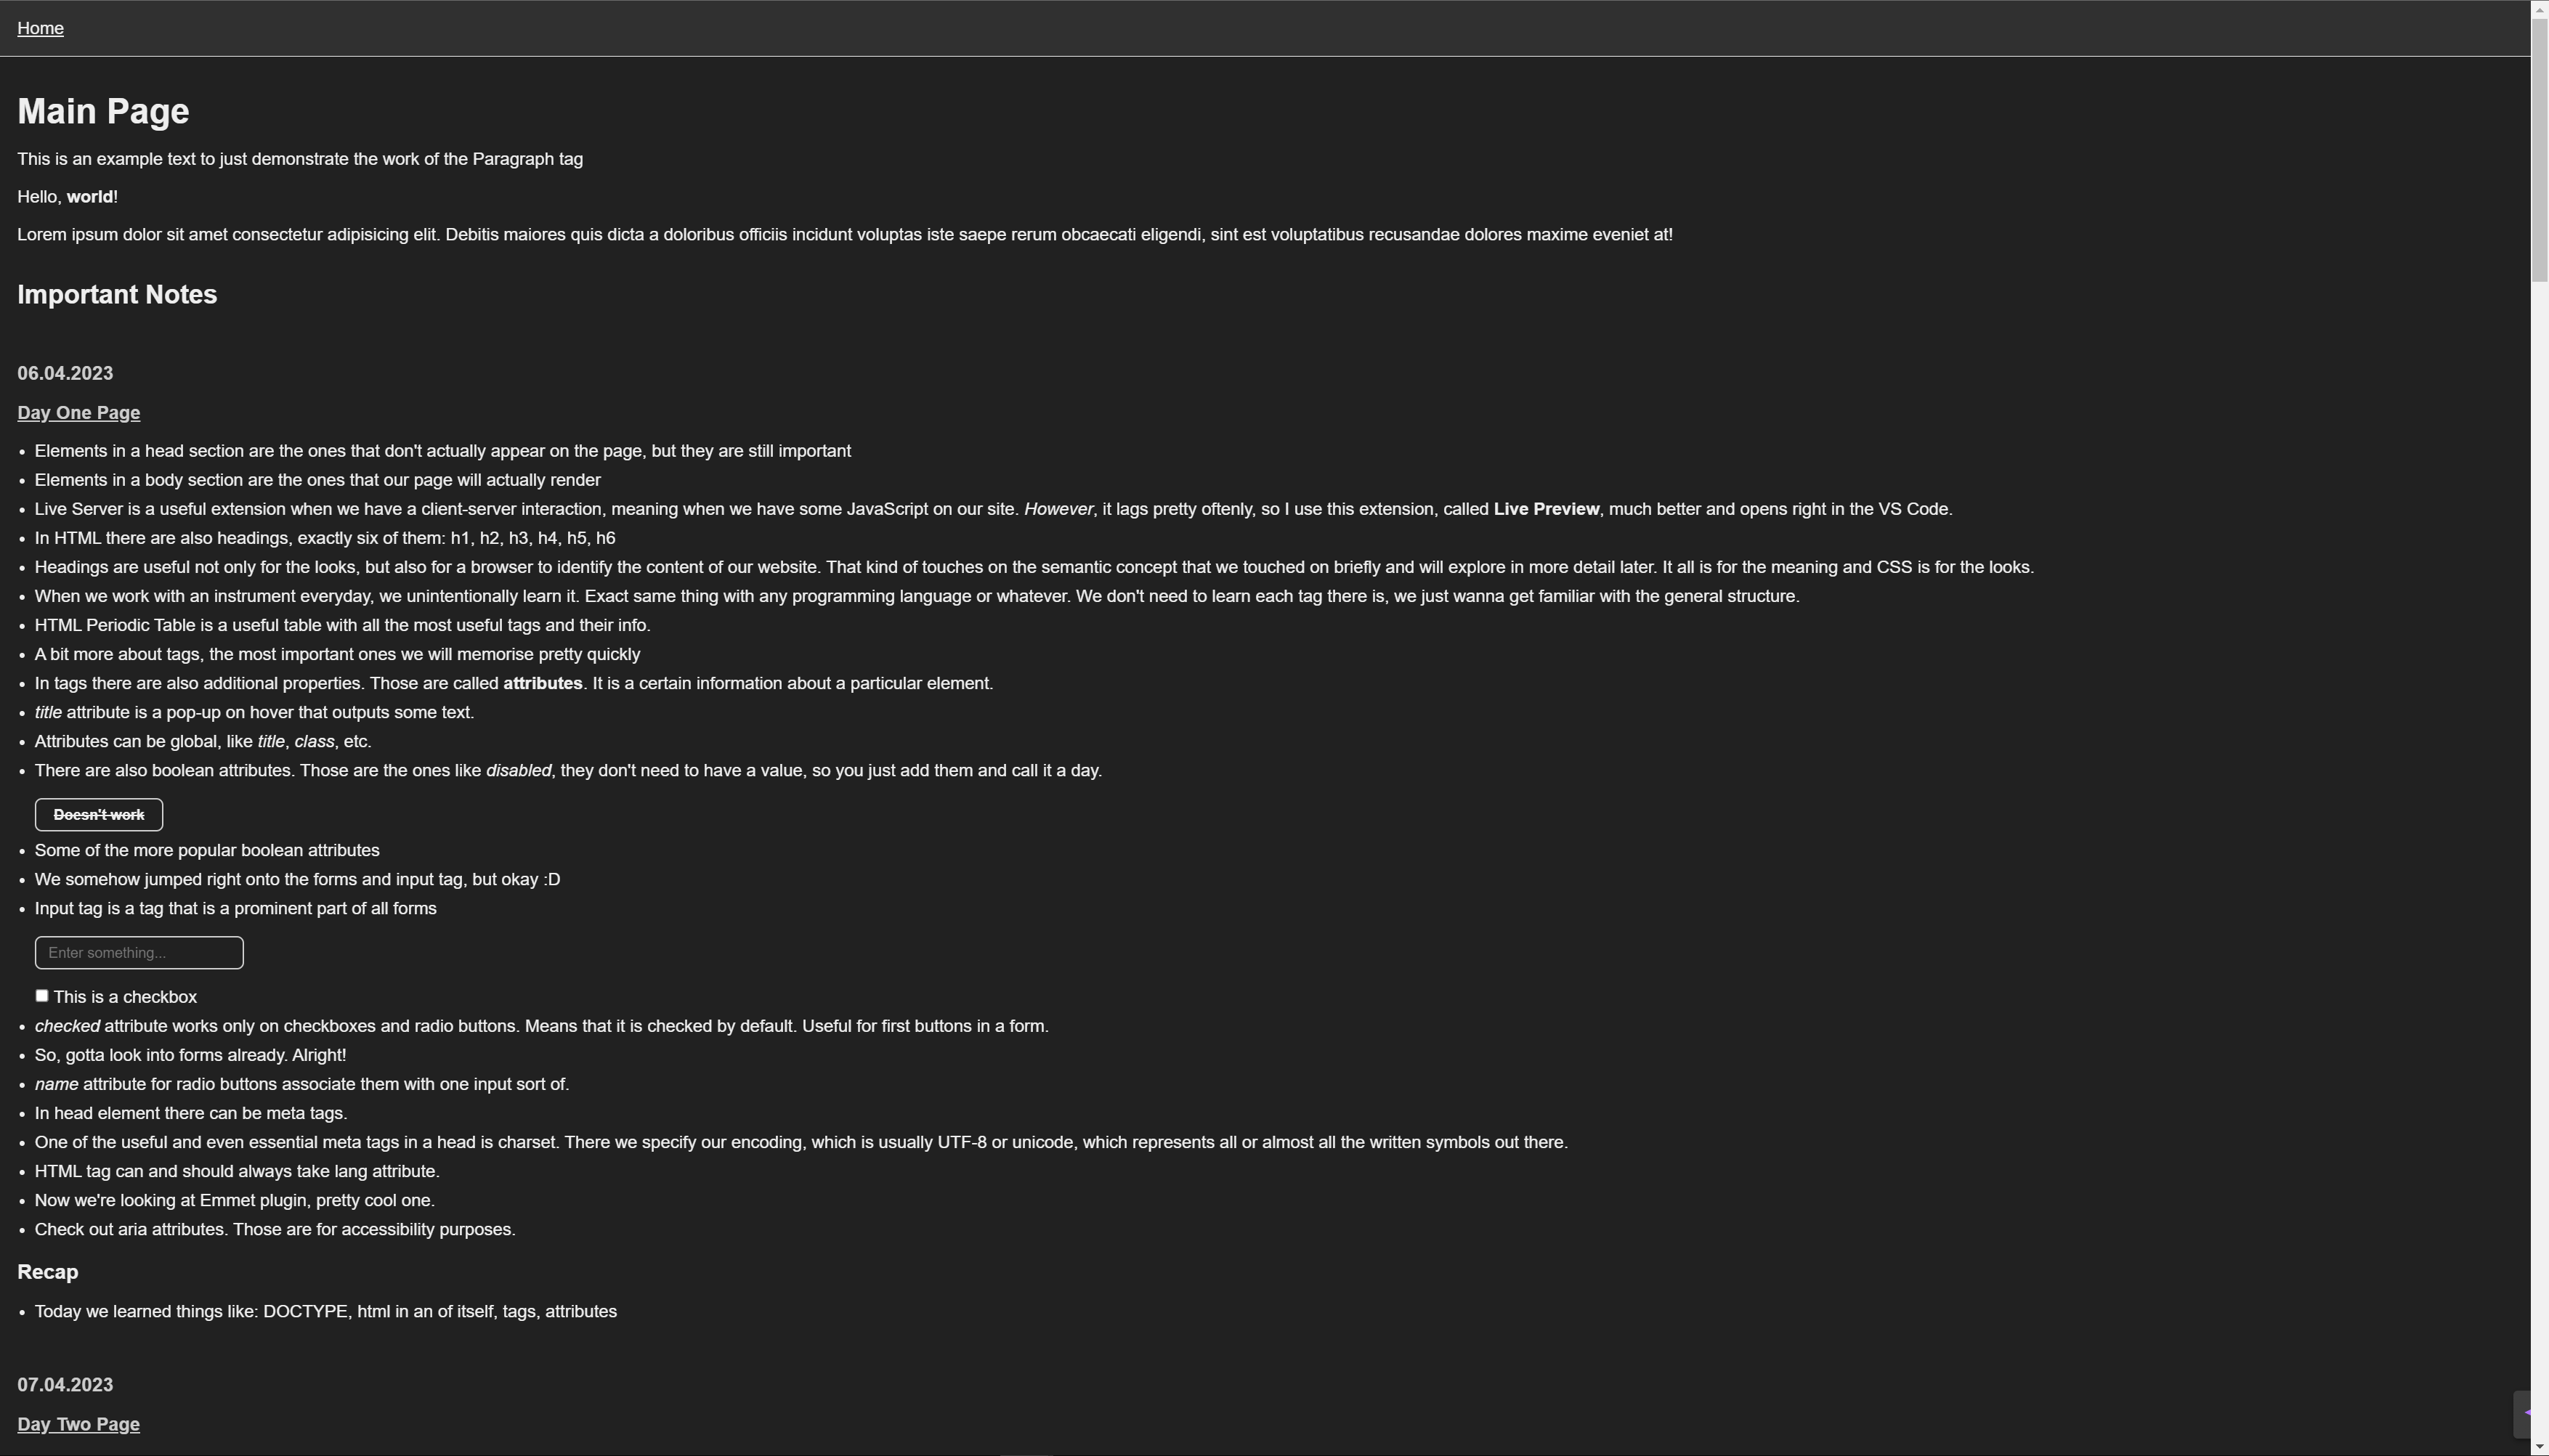 Home
Main Page
This is an example text to just demonstrate the work of the Paragraph tag
Hello, world!
Lorem ipsum dolor sit amet consectetur adipisicing elit. Debitis maiores quis dicta a doloribus officiis incidunt voluptas iste saepe rerum obcaecati eligendi, sint est voluptatibus recusandae dolores maxime eveniet at!
Important Notes
06.04.2023
Day One Page
• Elements in a head section are the ones that don't actually appear on the page, but they are still important
• Elements in a body section are the ones that our page will actually render
• Live Server is a useful extension when we have a client-server interaction, meaning when we have some JavaScript on our site. However, it lags pretty oftenly, so I use this extension, called Live Preview, much better and opens right in the VS Code.
• In HTML there are also headings, exactly six of them: h1, h2, h3, h4, h5, h6
• Headings are useful not only for the looks, but also for a browser to identify the content of our website. That kind of touches on the semantic concept that we touched on briefly and will explore in more detail later. It all is for the meaning and CSS is for the looks.
• When we work with an instrument everyday, we unintentionally learn it. Exact same thing with any programming language or whatever. We don't need to learn each tag there is, we just wanna get familiar with the general structure.
• HTML Periodic Table is a useful table with all the most useful tags and their info.
• A bit more about tags, the most important ones we will memorise pretty quickly
• In tags there are also additional properties. Those are called attributes. It is a certain information about a particular element.
• title attribute is a pop-up on hover that outputs some text.
• Attributes can be global, like title, class, etc.
• There are also boolean attributes. Those are the ones like disabled, they don't need to have a value, so you just add them and call it a day.
Doesn't work
• Some of the more popular boolean attributes
• We somehow jumped right onto the forms and input tag, but okay :D
• Input tag is a tag that is a prominent part of all forms
Enter something...
This is a checkbox
• checked attribute works only on checkboxes and radio buttons. Means that it is checked by default. Useful for first buttons in a form.
• So, gotta look into forms already. Alright!
• name attribute for radio buttons associate them with one input sort of.
• In head element there can be meta tags.
• One of the useful and even essential meta tags in a head is charset. There we specify our encoding, which is usually UTF-8 or unicode, which represents all or almost all the written symbols out there.
• HTML tag can and should always take lang attribute.
• Now we're looking at Emmet plugin, pretty cool one.
• Check out aria attributes. Those are for accessibility purposes.
Recap
• Today we learned things like: DOCTYPE, html in an of itself, tags, attributes
07.04.2023
Day Two Page